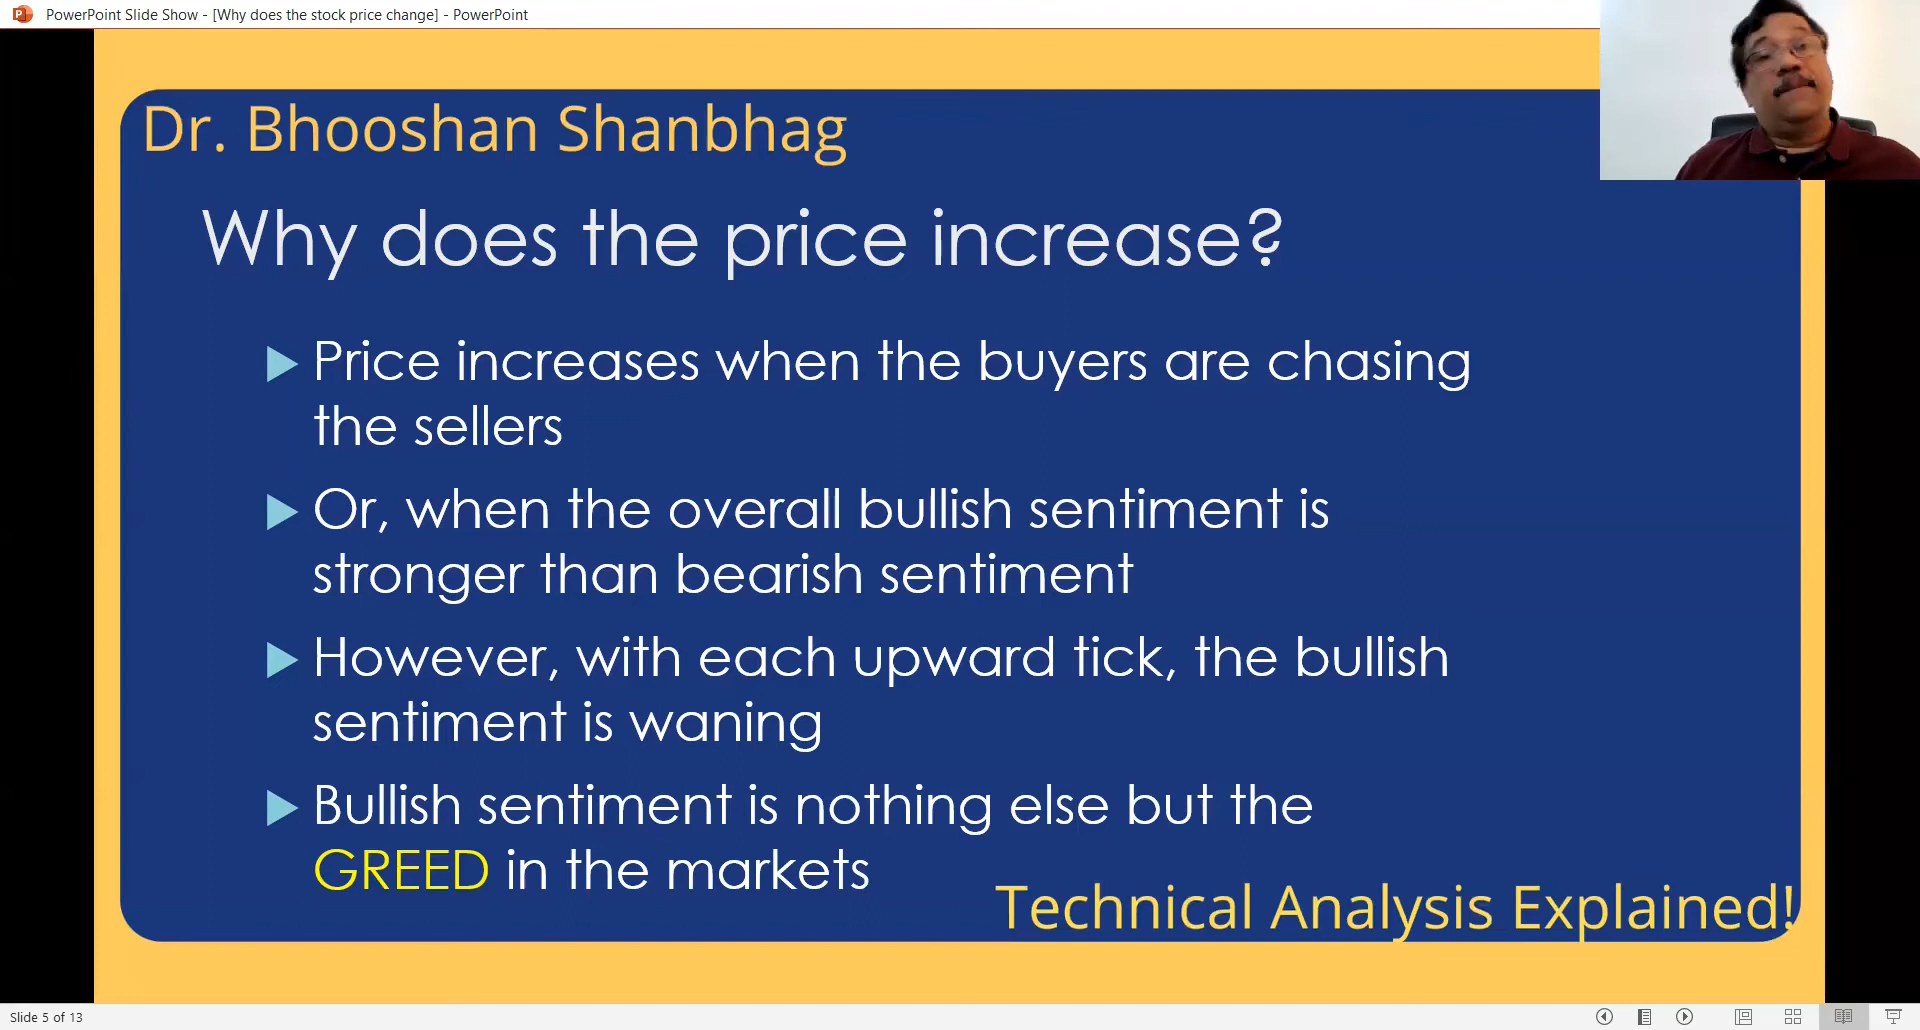 PowerPoint Slide Show - [Why does the stock price change] - PowerPoint
Dr. Bhooshan Shanbhag
Why does the price increase?
Price increases when the buyers are chasing
the sellers
Or, when the overall bullish sentiment is
stronger than bearish sentiment
However, with each upward tick, the bullish
sentiment is waning
Bullish sentiment is nothing else but the
GREED in the markets
Technical Analysis Explained!
Slide 5 of 13